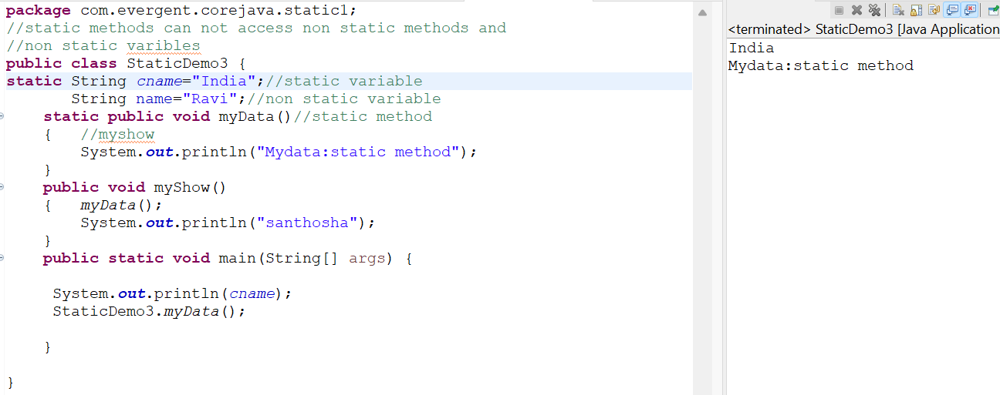 package com.evergent.corejava.static1;
//static methods can not access non static methods and
//non static varibles
public class StaticDemo3 {
static String cname="India";//static variable
String name="Ravi";//non static variable
static public void myData()//static method
{ //myshow
System.out.println("Mydata:static method");
}
public void myShow()
{ myData();
System.out.println("santhosha");
}
public static void main(String[] args) {
System.out.println(cname);
StaticDemo3.myData();
}
}
<terminated> StaticDemo3 [Java Application
India
Mydata:static method